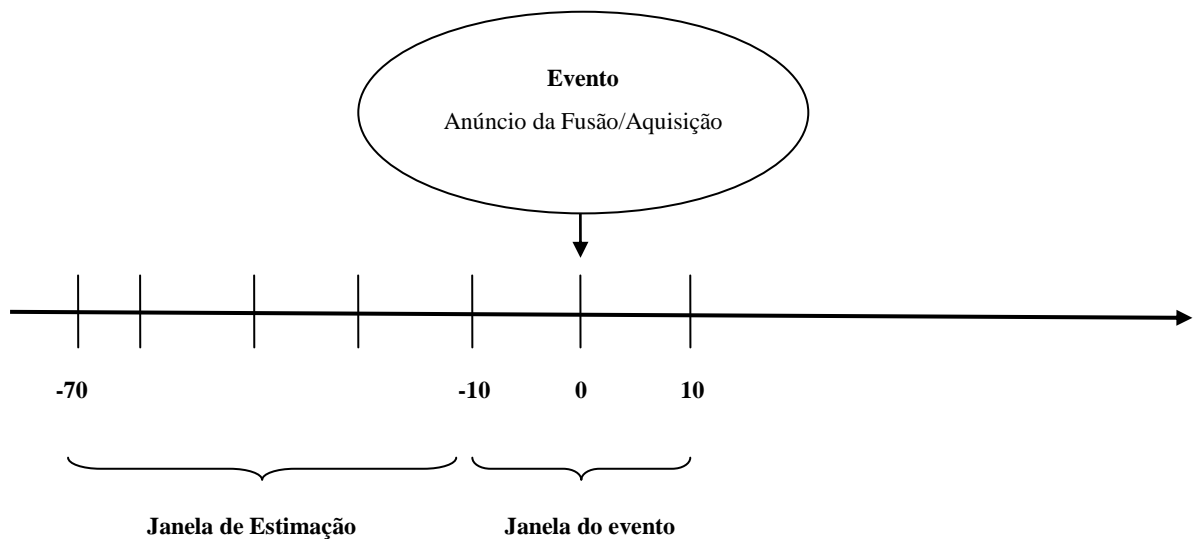 Evento
Anúncio da Fusão/Aquisição
-70 -10 0 10
Janela de Estimação Janela do evento